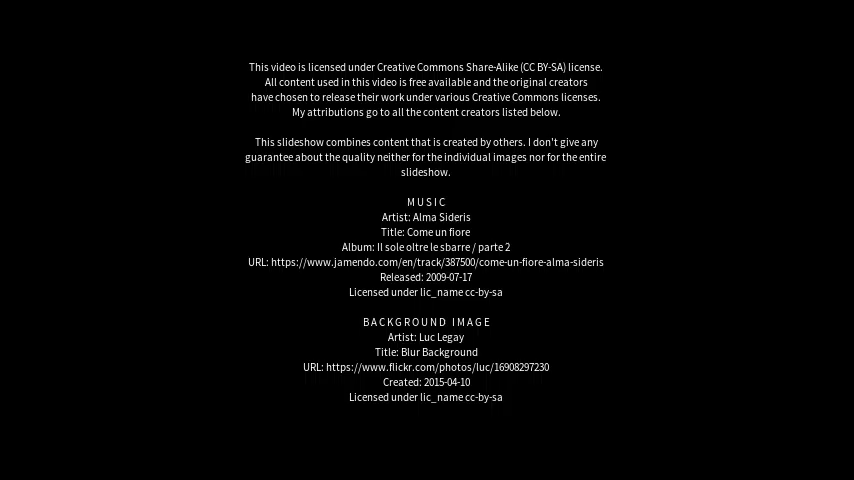 This video is licensed under Creative Commons Share-Alike (CC BY-SA) license.
All content used in this video is free available and the original creators
have chosen to release their work under various Creative Commons licenses.
My attributions go to all the content creators listed below.
This slideshow combines content that is created by others. I don't give any
guarantee about the quality neither for the individual images nor for the entire
slideshow.
MUSIC
Artist: Alma Sideris
Title: Come un fiore
Album: Il sole oltre le sbarre / parte 2
URL: https://www.jamendo.com/en/track/387500/come-un-fiore-alma-sideris
Released: 2009-07-17
Licensed under lic_name cc-by-sa
BACKGROUND IMAGE
Artist: Luc Legay
Title: Blur Background
URL: https://www.flickr.com/photos/luc/16908297230
Created: 2015-04-10
Licensed under lic_name cc-by-sa